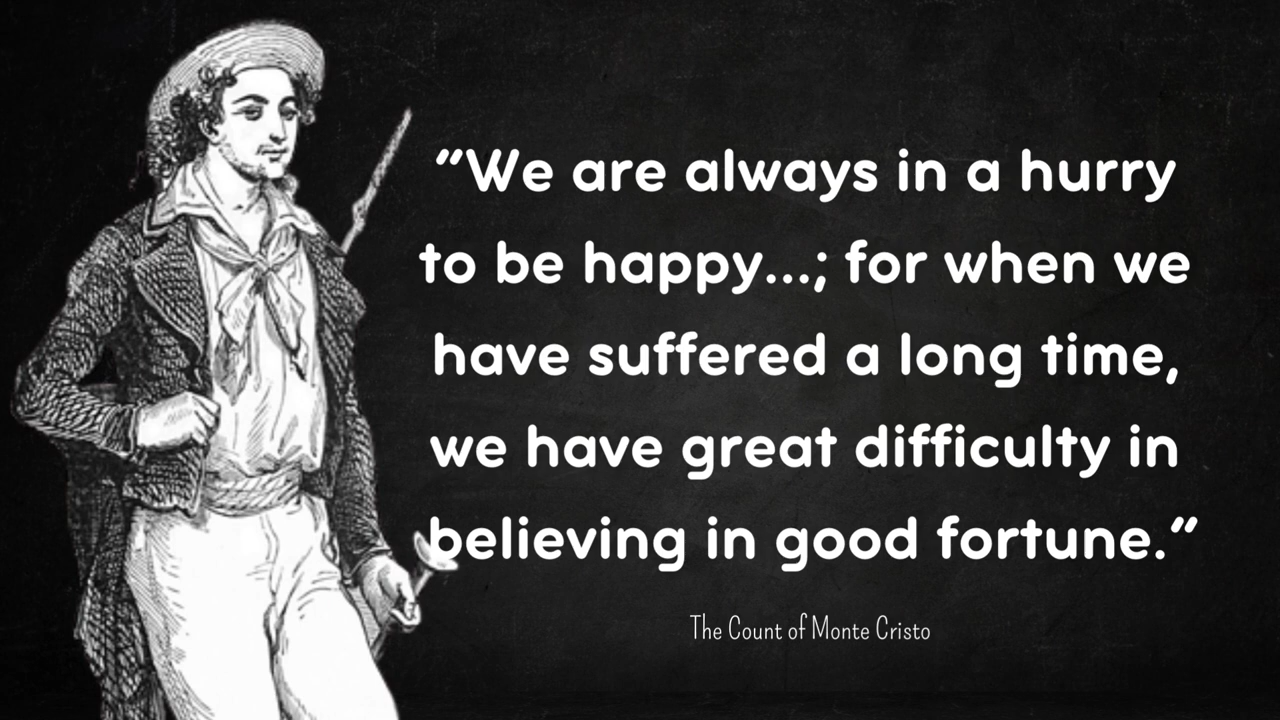 “We are always in a hurry
to be happy...; for when we
have suffered a long time,
we have great difficulty in
believing in good fortune.“
The Count of Monte Cristo